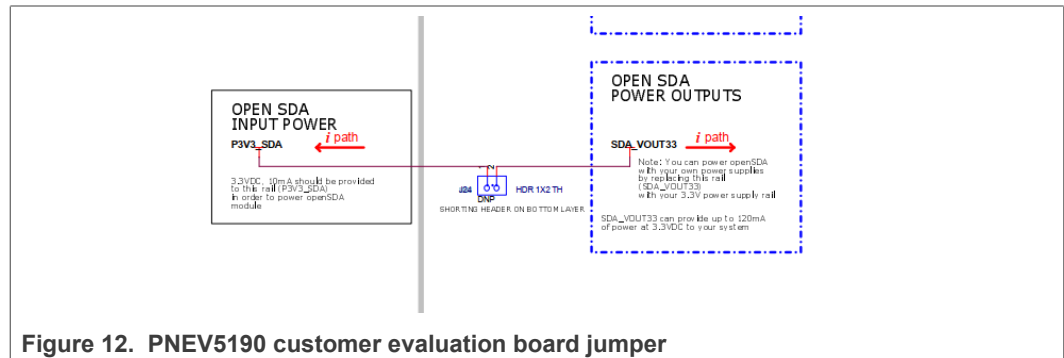 OPEN SDA
INPUT POWER
P3V3_SDA
i path
3.3VDC, 10mA should be provided
to this rail (P3V3_SDA)
in order to power openSDA
module
1
2
J24
HDR 1X2 TH
DNP
SHORTING HEADER ON BOTTOM LAYER
OPEN SDA
POWER OUTPUTS
SDA_VOUT33
i path
Note: You can power openSDA
with your own power supplies
by replacing this rail
(SDA_VOUT33)
with your 3.3V power supply rail
SDA_VOUT33 can provide up to 120mA
of power at 3.3VDC to your system
Figure 12. PNEV5190 customer evaluation board jumper